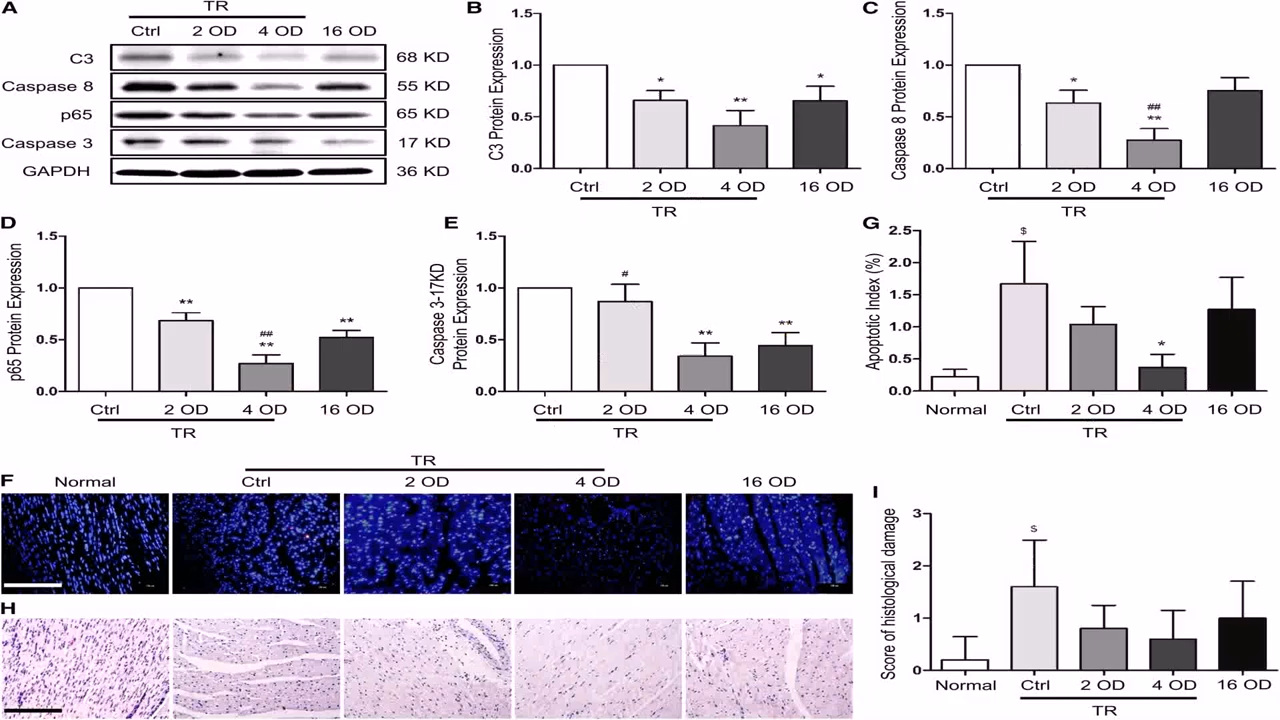 A
TR
Ctrl 2 OD 4 OD 16 OD
C3 68 KD
Caspase 8 55 KD
p65 65 KD
Caspase 3 17 KD
GAPDH 36 KD
B
C3 Protein Expression
1.5
1.0
0.5
0.0
* ** *
Ctrl 2 OD 4 OD 16 OD
TR
C
Caspase 8 Protein Expression
1.5
1.0
0.5
0.0
* ## **
Ctrl 2 OD 4 OD 16 OD
TR
D
p65 Protein Expression
1.5
1.0
0.5
0.0
** ## ** **
Ctrl 2 OD 4 OD 16 OD
TR
E
Caspase 3-17KD
Protein Expression
1.5
1.0
0.5
0.0
# ** **
Ctrl 2 OD 4 OD 16 OD
TR
G
Apoptotic Index (%)
2.5
2.0
1.5
1.0
0.5
0.0
$ *
Normal Ctrl 2 OD 4 OD 16 OD
TR
F
TR
Normal Ctrl 2 OD 4 OD 16 OD
H
I
Score of histological damage
3
2
1
0
$
Normal Ctrl 2 OD 4 OD 16 OD
TR